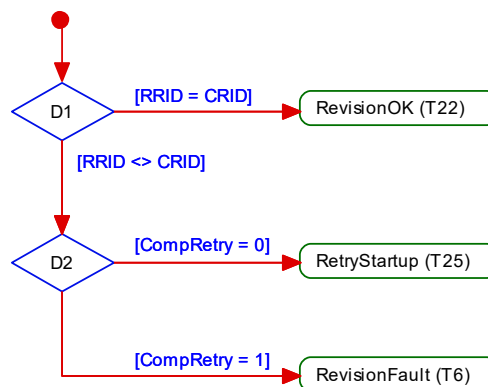 [RRID = CRID]
D1
RevisionOK (T22)
[RRID <> CRID]
[CompRetry = 0]
D2
RetryStartup (T25)
[CompRetry = 1]
RevisionFault (T6)